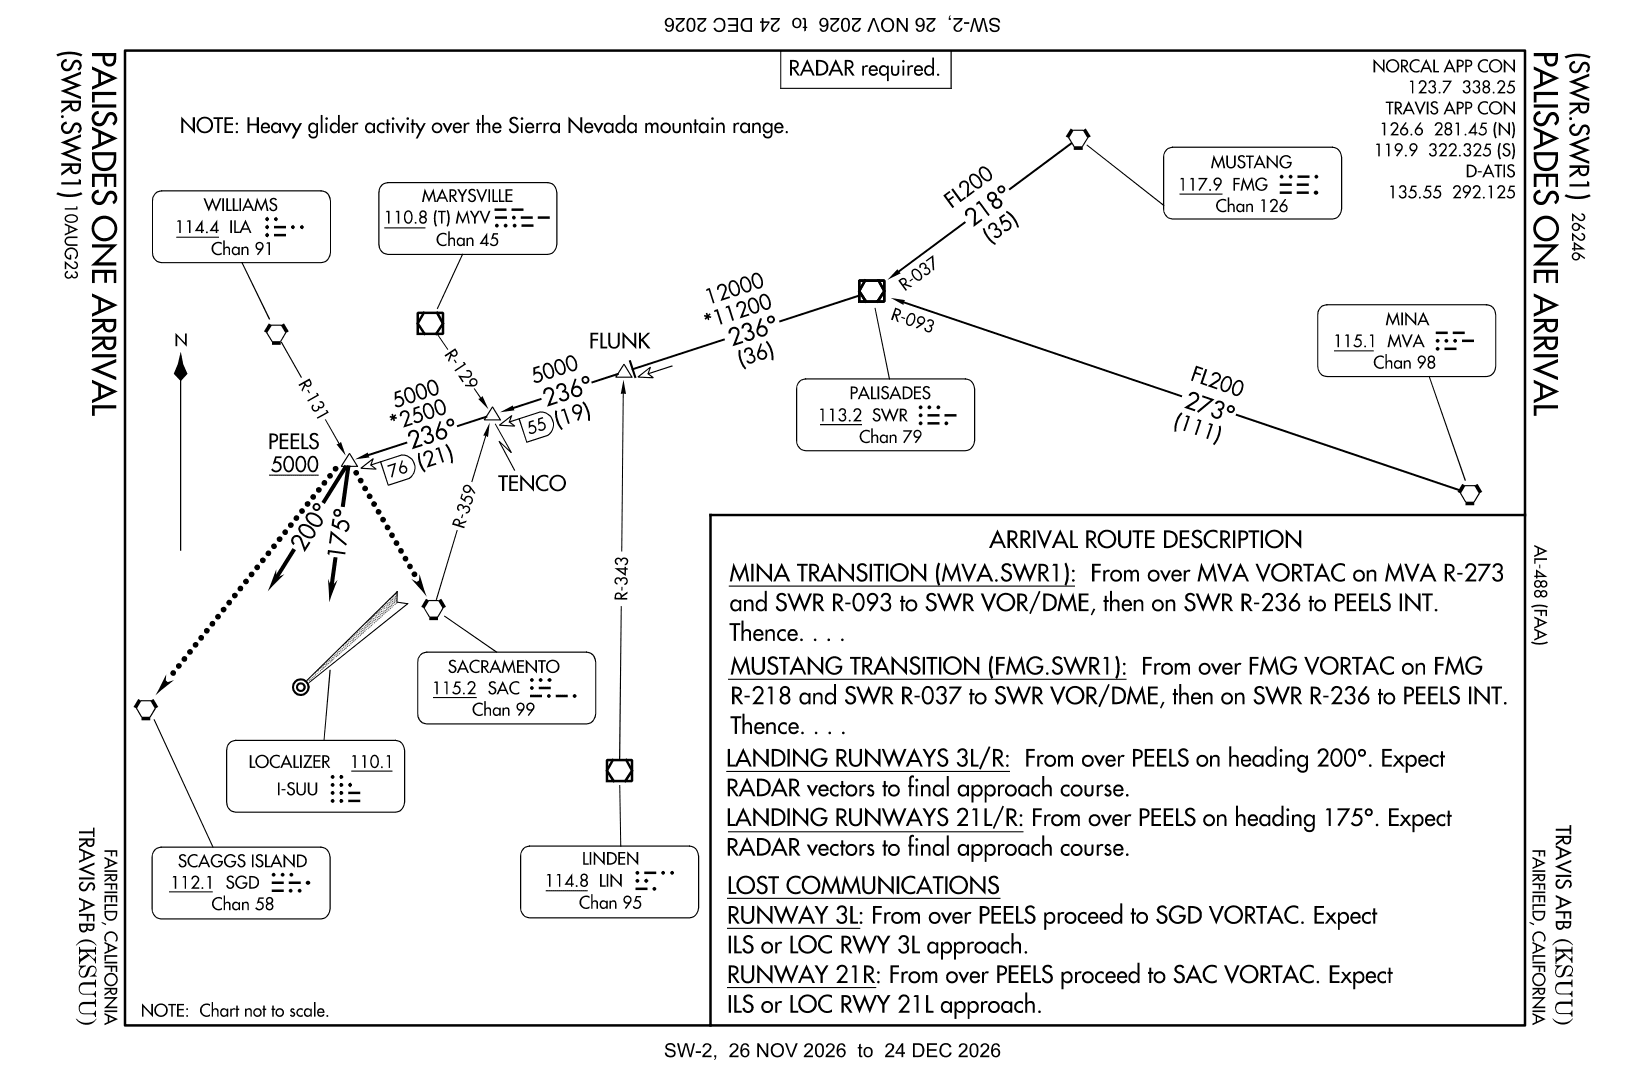 SW-2, 26 NOV 2026 to 24 DEC 2026
PALISADES ONE ARRIVAL
(SWR.SWR1) 10AUG23
(SWR.SWR1) 26246
PALISADES ONE ARRIVAL
RADAR required.
NORCAL APP CON
123.7 338.25
TRAVIS APP CON
126.6 281.45 (N)
119.9 322.325 (S)
D-ATIS
135.55 292.125
NOTE: Heavy glider activity over the Sierra Nevada mountain range.
MUSTANG
117.9 FMG
Chan 126
WILLIAMS
114.4 ILA
Chan 91
MARYSVILLE
110.8 (T) MYV
Chan 45
FL200
218°
(35)
R-037
R-093
12000
*11200
236°
(36)
MINA
115.1 MVA
Chan 98
FL200
273°
(111)
PALISADES
113.2 SWR
Chan 79
N
FLUNK
R-129
R-131
5000
236°
(19)
55
5000
*2500
236°
(21)
76
PEELS
5000
TENCO
R-359
R-343
200°
175°
SACRAMENTO
115.2 SAC
Chan 99
LOCALIZER 110.1
I-SUU
SCAGGS ISLAND
112.1 SGD
Chan 58
LINDEN
114.8 LIN
Chan 95
NOTE: Chart not to scale.
ARRIVAL ROUTE DESCRIPTION
MINA TRANSITION (MVA.SWR1): From over MVA VORTAC on MVA R-273
and SWR R-093 to SWR VOR/DME, then on SWR R-236 to PEELS INT.
Thence. . . .
MUSTANG TRANSITION (FMG.SWR1): From over FMG VORTAC on FMG
R-218 and SWR R-037 to SWR VOR/DME, then on SWR R-236 to PEELS INT.
Thence. . . .
LANDING RUNWAYS 3L/R: From over PEELS on heading 200°. Expect
RADAR vectors to final approach course.
LANDING RUNWAYS 21L/R: From over PEELS on heading 175°. Expect
RADAR vectors to final approach course.
LOST COMMUNICATIONS
RUNWAY 3L: From over PEELS proceed to SGD VORTAC. Expect
ILS or LOC RWY 3L approach.
RUNWAY 21R: From over PEELS proceed to SAC VORTAC. Expect
ILS or LOC RWY 21L approach.
AL-488 (FAA)
FAIRFIELD, CALIFORNIA
TRAVIS AFB (KSUU)
TRAVIS AFB (KSUU)
FAIRFIELD, CALIFORNIA
SW-2, 26 NOV 2026 to 24 DEC 2026